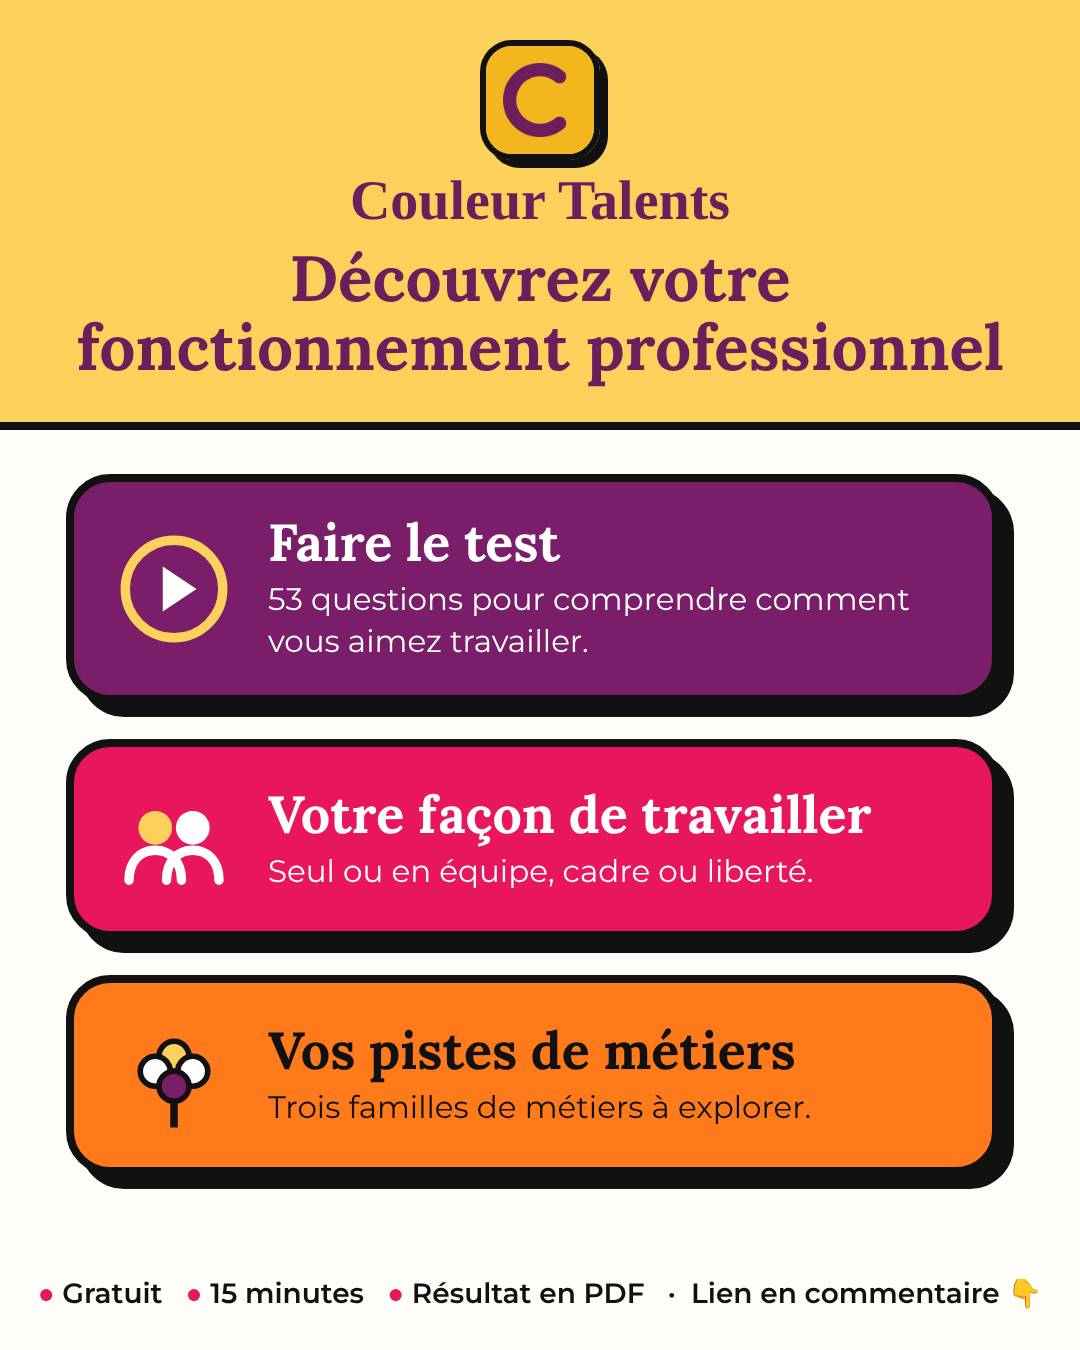 C
Couleur Talents
Découvrez votre
fonctionnement professionnel
Faire le test
53 questions pour comprendre comment
vous aimez travailler.
Votre façon de travailler
Seul ou en équipe, cadre ou liberté.
Vos pistes de métiers
Trois familles de métiers à explorer.
• Gratuit • 15 minutes • Résultat en PDF · Lien en commentaire 👇